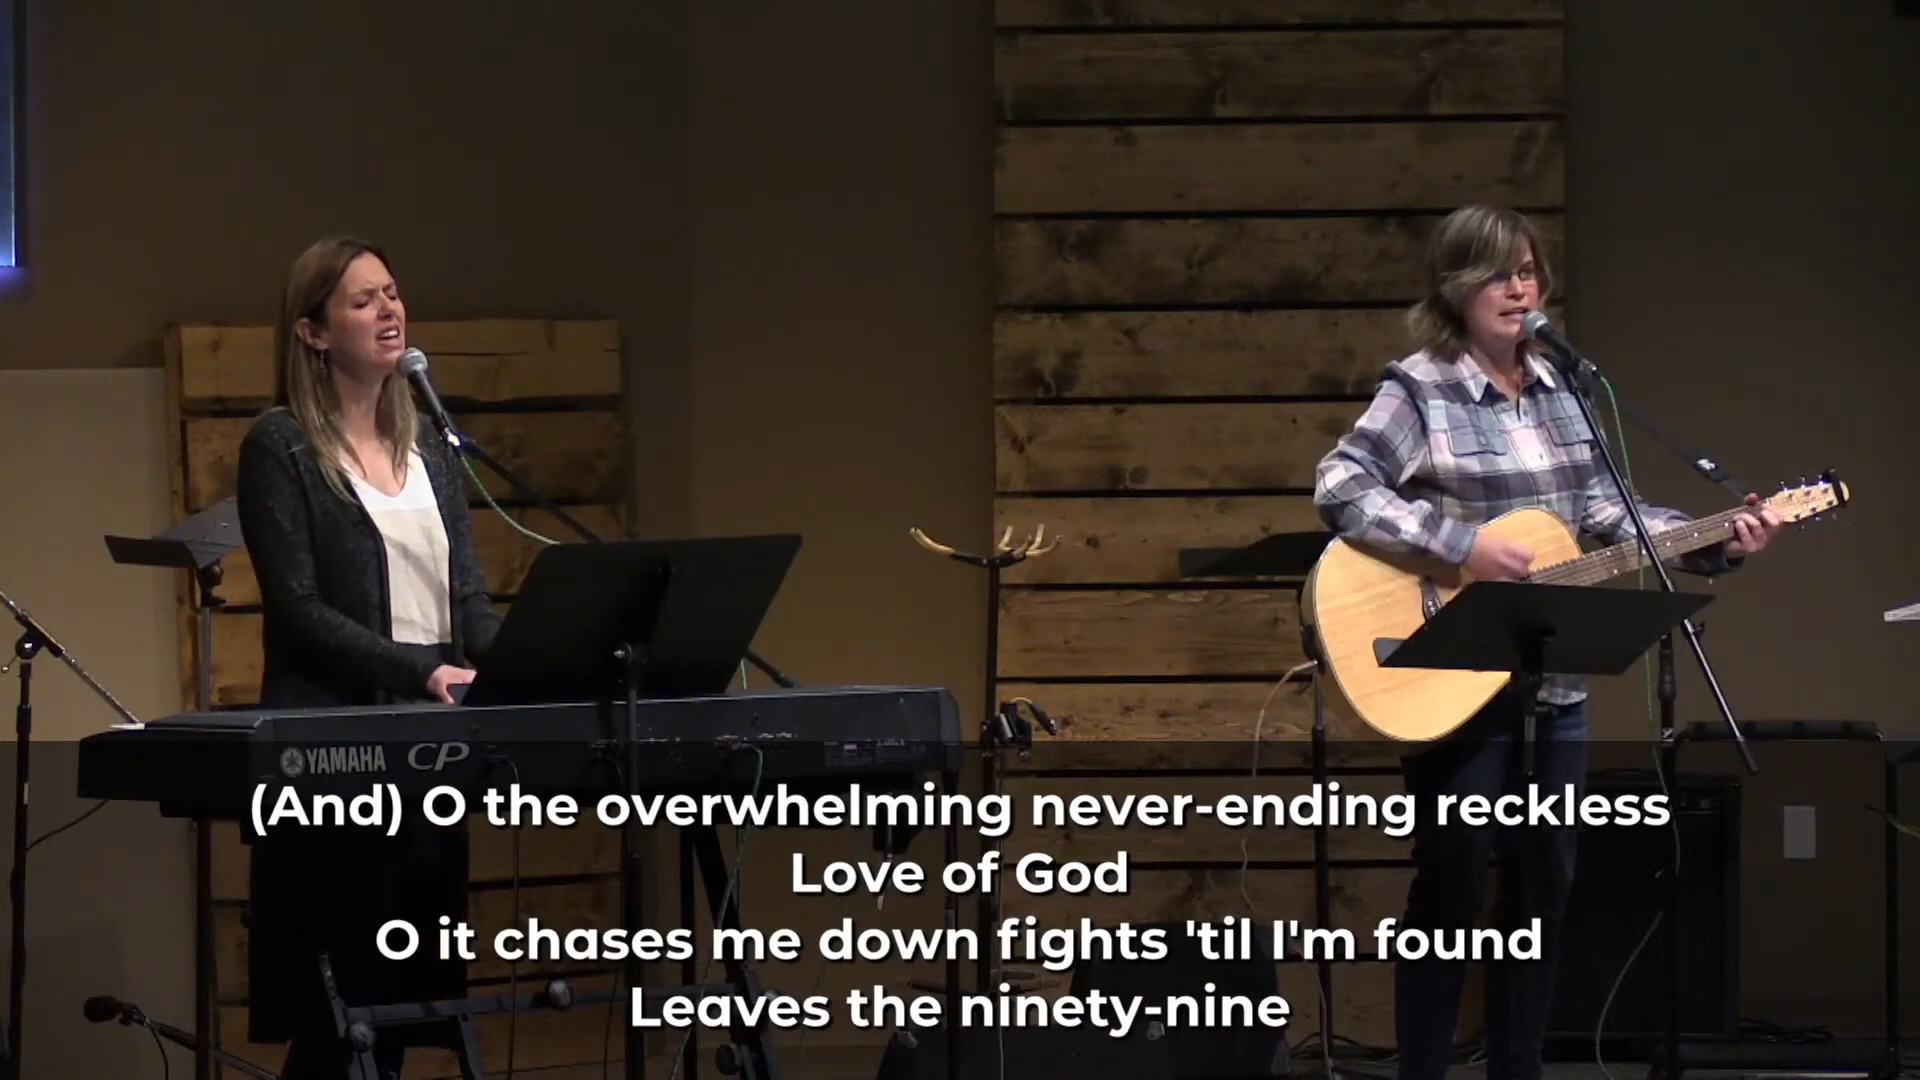 YAMAHA CP
(And) O the overwhelming never-ending reckless
Love of God
O it chases me down fights 'til I'm found
Leaves the ninety-nine